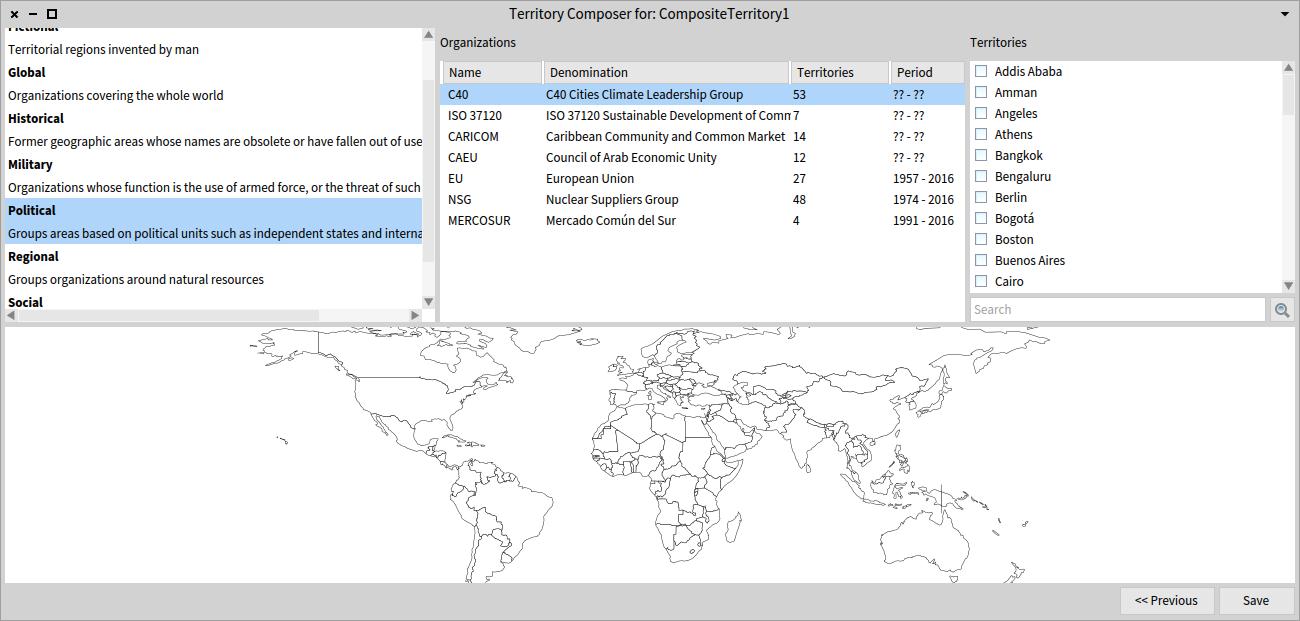 Territory Composer for: CompositeTerritory1
Fictional
Territorial regions invented by man
Global
Organizations covering the whole world
Historical
Former geographic areas whose names are obsolete or have fallen out of use
Military
Organizations whose function is the use of armed force, or the threat of such
Political
Groups areas based on political units such as independent states and interna
Regional
Groups organizations around natural resources
Social
Organizations
Name Denomination Territories Period
C40 C40 Cities Climate Leadership Group 53 ?? - ??
ISO 37120 ISO 37120 Sustainable Development of Comm 7 ?? - ??
CARICOM Caribbean Community and Common Market 14 ?? - ??
CAEU Council of Arab Economic Unity 12 ?? - ??
EU European Union 27 1957 - 2016
NSG Nuclear Suppliers Group 48 1974 - 2016
MERCOSUR Mercado Común del Sur 4 1991 - 2016
Territories
Addis Ababa
Amman
Angeles
Athens
Bangkok
Bengaluru
Berlin
Bogotá
Boston
Buenos Aires
Cairo
Search
<< Previous
Save